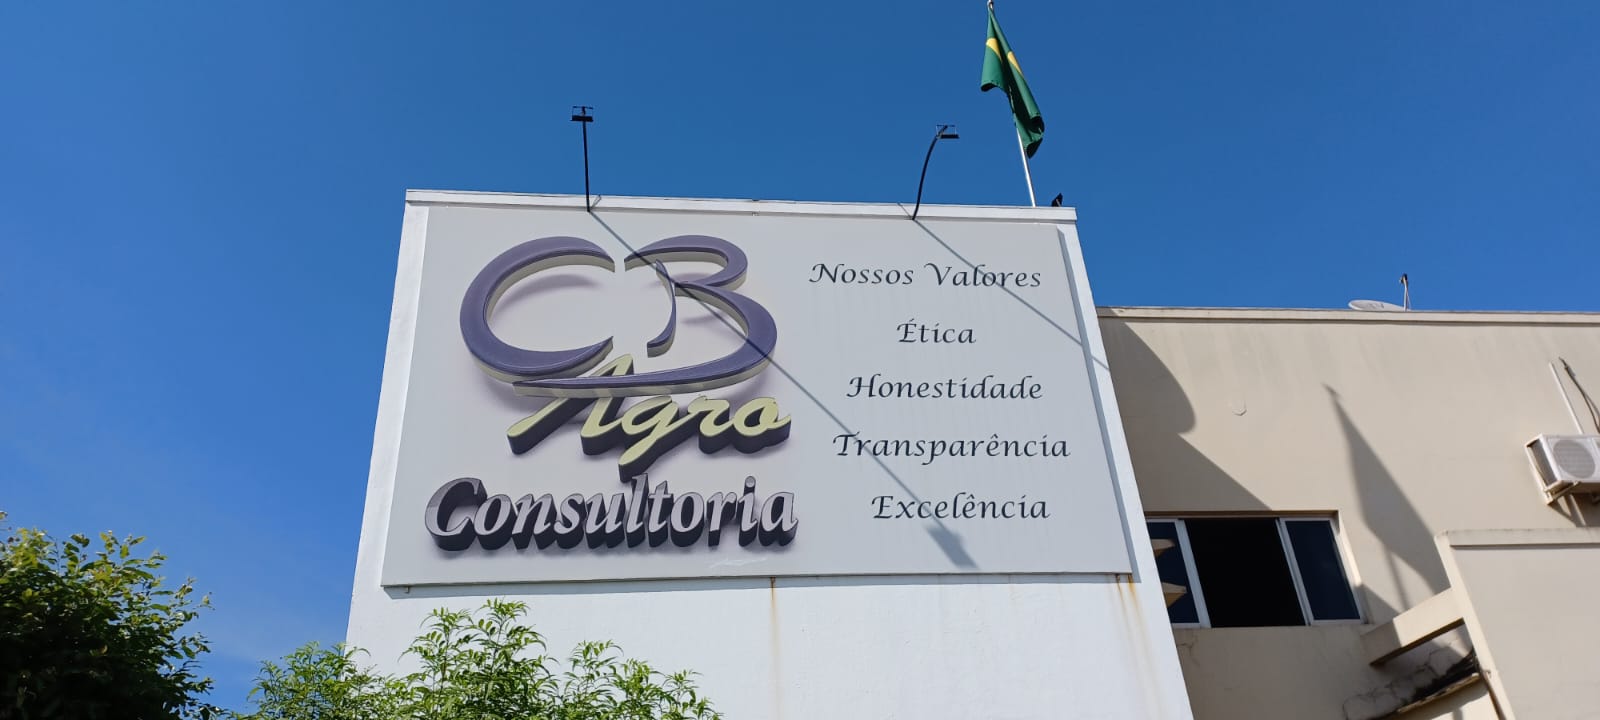 CB
Agro
Consultoria
Nossos Valores
Ética
Honestidade
Transparência
Excelência